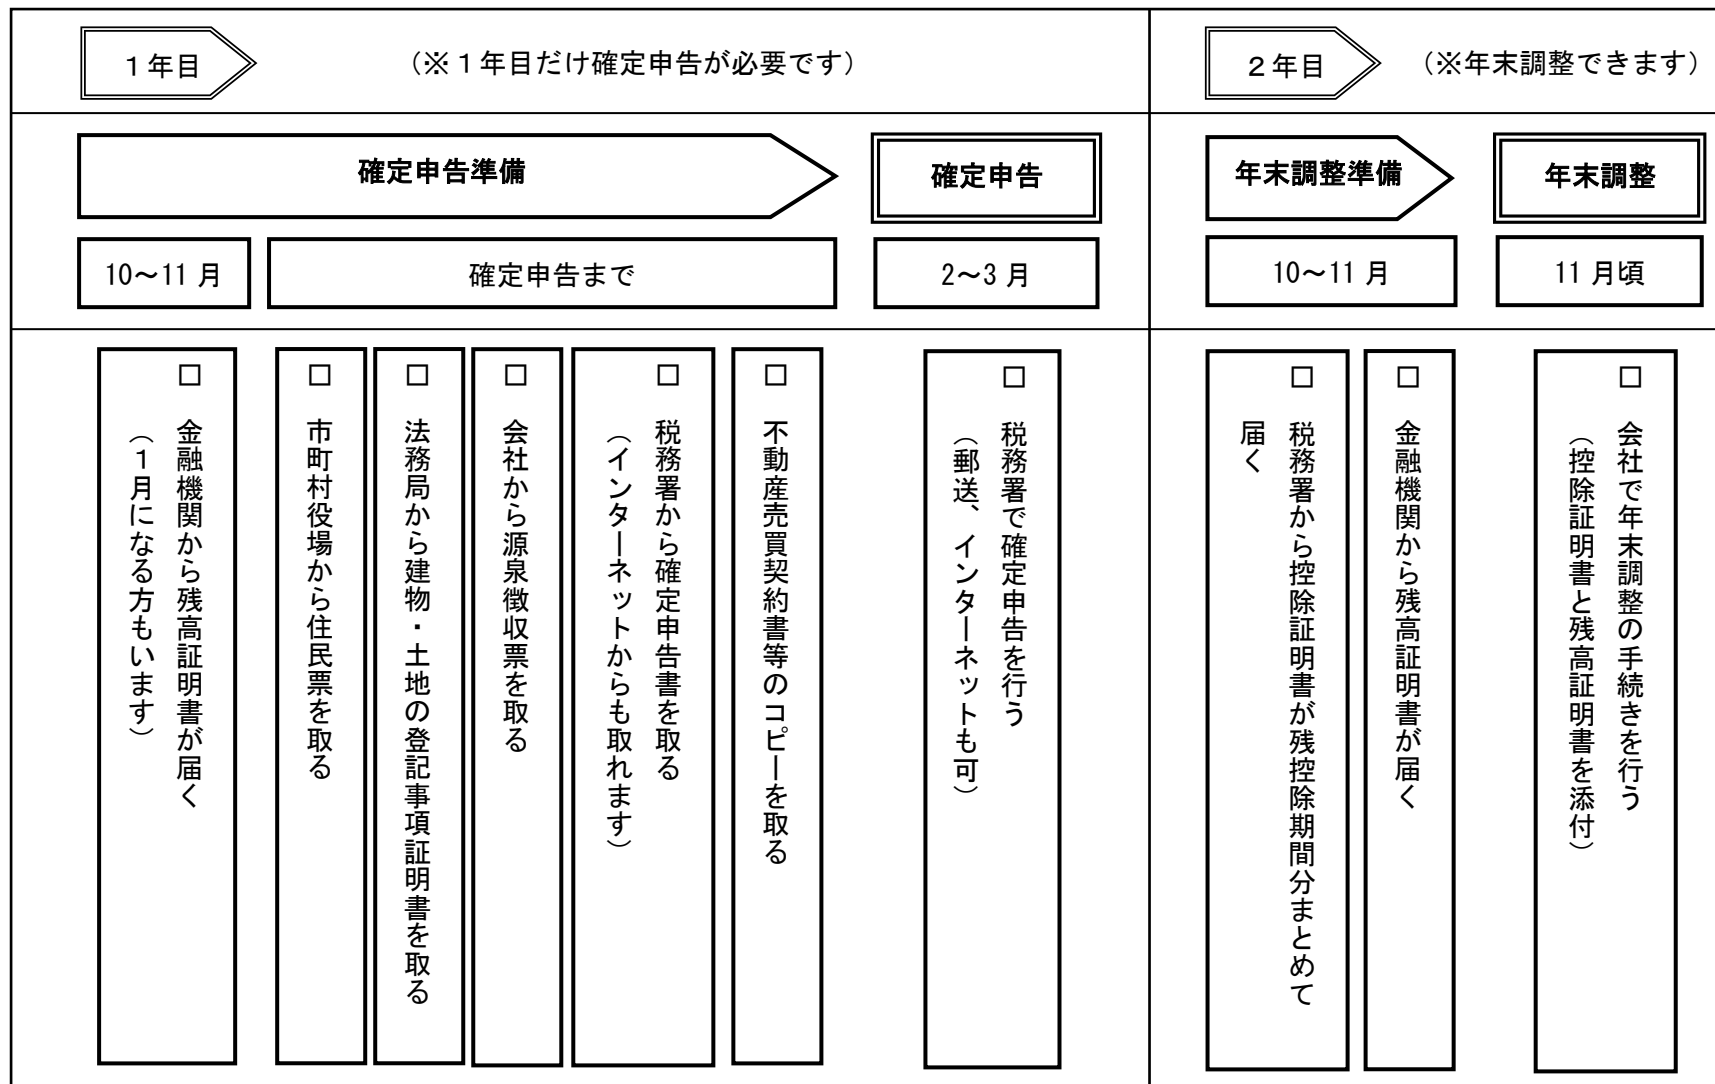 1年目
(※1年目だけ確定申告が必要です)
2年目
(※年末調整できます)
確定申告準備
確定申告
年末調整準備
年末調整
10～11 月
確定申告まで
2～3 月
10～11 月
11 月頃
□ 金融機関から残高証明書が届く
(1月になる方もいます)
□ 市町村役場から住民票を取る
□ 法務局から建物・土地の登記事項証明書を取る
□ 会社から源泉徴収票を取る
□ 税務署から確定申告書を取る
(インターネットからも取れます)
□ 不動産売買契約書等のコピーを取る
□ 税務署で確定申告を行う
(郵送、インターネットも可)
□ 税務署から控除証明書が残控除期間分まとめて
届く
□ 金融機関から残高証明書が届く
□ 会社で年末調整の手続きを行う
(控除証明書と残高証明書を添付)